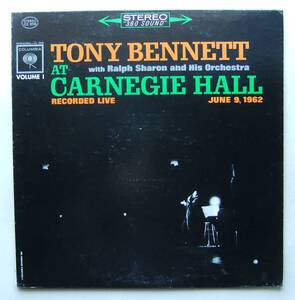 STEREO
"360 SOUND"
COLUMBIA
VOLUME 1
TONY BENNETT
AT with Ralph Sharon and His Orchestra
CARNEGIE HALL
RECORDED LIVE JUNE 9, 1962